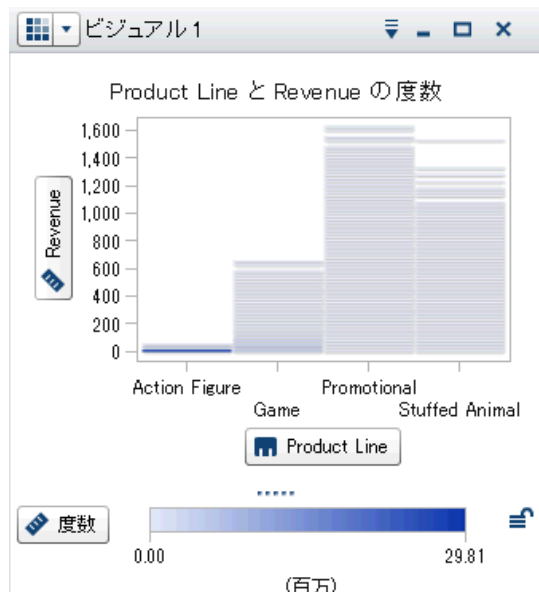 ビジュアル 1
Product Line と Revenue の度数
1,600
1,400
1,200
1,000
800
600
400
200
0
Revenue
Action Figure
Game
Promotional
Stuffed Animal
Product Line
度数
0.00
29.81
(百万)